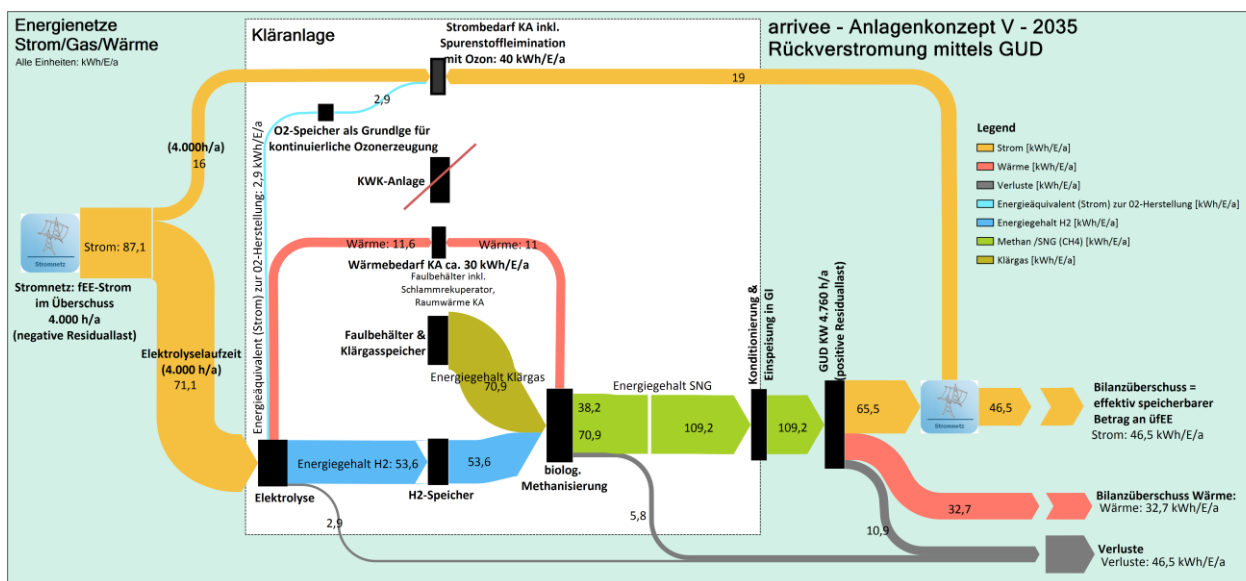 Energienetze
Strom/Gas/Wärme
Alle Einheiten: kWh/E/a
Kläranlage
Strombedarf KA inkl.
Spurenstoffleimination
mit Ozon: 40 kWh/E/a
arrivee - Anlagenkonzept V - 2035
Rückverstromung mittels GUD
19
2,9
O2-Speicher als Grundlge für
kontinuierliche Ozonerzeugung
(4.000h/a)
16
KWK-Anlage
Legend
Strom [kWh/E/a]
Wärme [kWh/E/a]
Verluste [kWh/E/a]
Energieäquivalent (Strom) zur 02-Herstellung [kWh/E/a]
Energiegehalt H2 [kWh/E/a]
Methan /SNG (CH4) [kWh/E/a]
Klärgas [kWh/E/a]
Energieäquivalent (Strom) zur 02-Herstellung: 2,9 kWh/E/a
Strom: 87,1
Stromnetz
Stromnetz: fEE-Strom
im Überschuss
4.000 h/a
(negative Residuallast)
Wärme: 11,6
Wärme: 11
Wärmebedarf KA ca. 30 kWh/E/a
Faulbehälter inkl.
Schlammrekuperator,
Raumwärme KA
Faulbehälter &
Klärgasspeicher
Elektrolyselaufzeit
(4.000 h/a)
71,1
Energiegehalt Klärgas
70,9
Energiegehalt SNG
38,2
70,9
109,2
Konditionierung &
Einspeisung in GI
109,2
GUD KW 4.760 h/a
(positive Residuallast)
65,5
Stromnetz
46,5
Bilanzüberschuss =
effektiv speicherbarer
Betrag an üfEE
Strom: 46,5 kWh/E/a
Energiegehalt H2: 53,6
53,6
Elektrolyse
H2-Speicher
biolog.
Methanisierung
2,9
5,8
32,7
10,9
Bilanzüberschuss Wärme:
Wärme: 32,7 kWh/E/a
Verluste
Verluste: 46,5 kWh/E/a